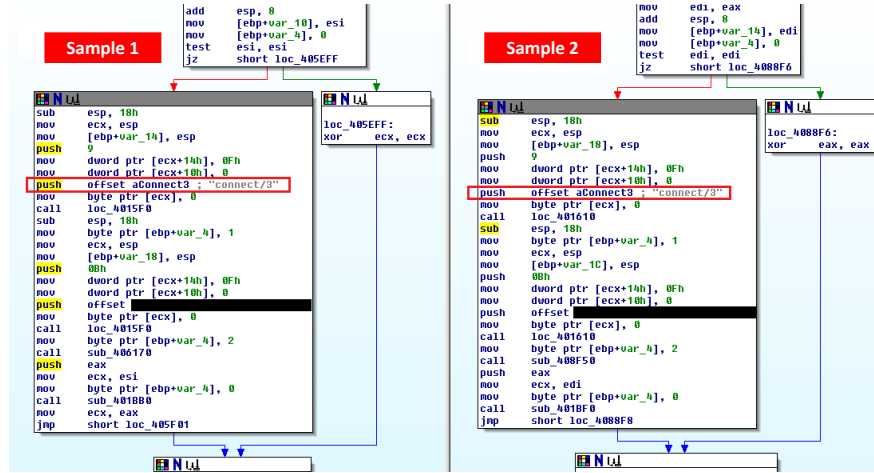 Sample 1
add esp, 8
mov [ebp+var_10], esi
mov [ebp+var_4], 0
test esi, esi
jz short loc_405EFF
sub esp, 18h
mov ecx, esp
mov [ebp+var_14], esp
push 9
mov dword ptr [ecx+14h], 0Fh
mov dword ptr [ecx+10h], 0
push offset aConnect3 ; "connect/3"
mov byte ptr [ecx], 0
call loc_4015F0
sub esp, 18h
mov byte ptr [ebp+var_4], 1
mov ecx, esp
mov [ebp+var_18], esp
push 0Bh
mov dword ptr [ecx+14h], 0Fh
mov dword ptr [ecx+10h], 0
push offset
mov byte ptr [ecx], 0
call loc_4015F0
mov byte ptr [ebp+var_4], 2
call sub_406170
push eax
mov ecx, esi
mov byte ptr [ebp+var_4], 0
call sub_401BB0
mov ecx, eax
jmp short loc_405F01
loc_405EFF:
xor ecx, ecx
Sample 2
mov edi, eax
add esp, 8
mov [ebp+var_14], edi
mov [ebp+var_4], 0
test edi, edi
jz short loc_4088F6
sub esp, 18h
mov ecx, esp
mov [ebp+var_18], esp
push 9
mov dword ptr [ecx+14h], 0Fh
mov dword ptr [ecx+10h], 0
push offset aConnect3 ; "connect/3"
mov byte ptr [ecx], 0
call loc_401610
sub esp, 18h
mov byte ptr [ebp+var_4], 1
mov ecx, esp
mov [ebp+var_1C], esp
push 0Bh
mov dword ptr [ecx+14h], 0Fh
mov dword ptr [ecx+10h], 0
push offset
mov byte ptr [ecx], 0
call loc_401610
mov byte ptr [ebp+var_4], 2
call sub_408F50
push eax
mov ecx, edi
mov byte ptr [ebp+var_4], 0
call sub_401BF0
mov ecx, eax
jmp short loc_4088F8
loc_4088F6:
xor eax, eax